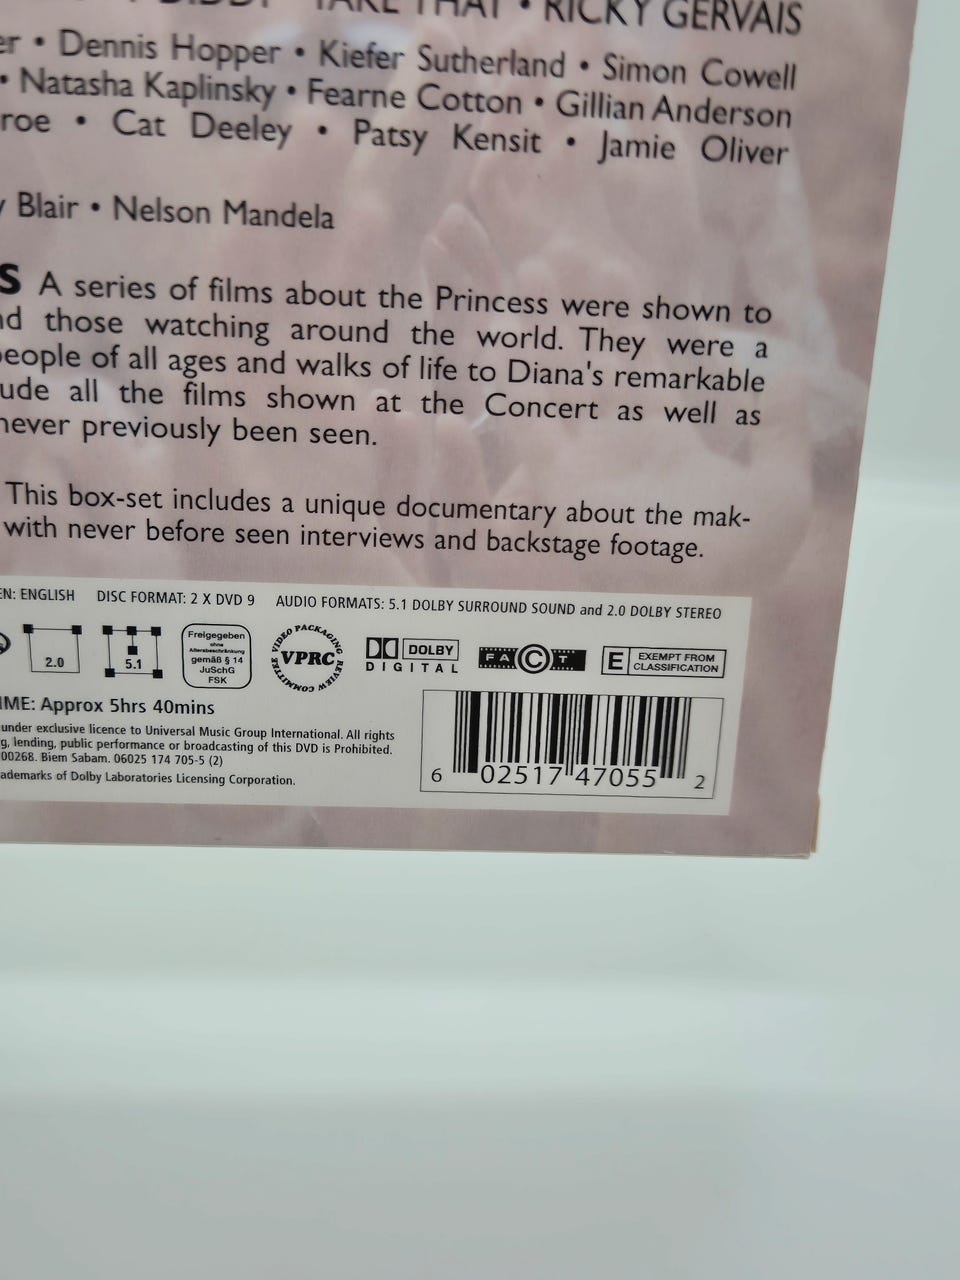 DIDDY • TAKE THAT • RICKY GERVAIS
er • Dennis Hopper • Kiefer Sutherland • Simon Cowell
• Natasha Kaplinsky • Fearne Cotton • Gillian Anderson
roe • Cat Deeley • Patsy Kensit • Jamie Oliver
y Blair • Nelson Mandela
S A series of films about the Princess were shown to
nd those watching around the world. They were a
people of all ages and walks of life to Diana's remarkable
ude all the films shown at the Concert as well as
never previously been seen.
This box-set includes a unique documentary about the mak-
with never before seen interviews and backstage footage.
EN: ENGLISH DISC FORMAT: 2 X DVD 9 AUDIO FORMATS: 5.1 DOLBY SURROUND SOUND and 2.0 DOLBY STEREO
2.0
5.1
Freigegeben
ohne
Altersbeschränkung
gemäß § 14
JuSchG
FSK
VIDEO PACKAGING REVIEW COMMITTEE
VPRC
DOLBY
DIGITAL
FACT
E EXEMPT FROM
CLASSIFICATION
IME: Approx 5hrs 40mins
under exclusive licence to Universal Music Group International. All rights
g, lending, public performance or broadcasting of this DVD is Prohibited.
00268. Biem Sabam. 06025 174 705-5 (2)
ademarks of Dolby Laboratories Licensing Corporation.
6 02517 47055 2